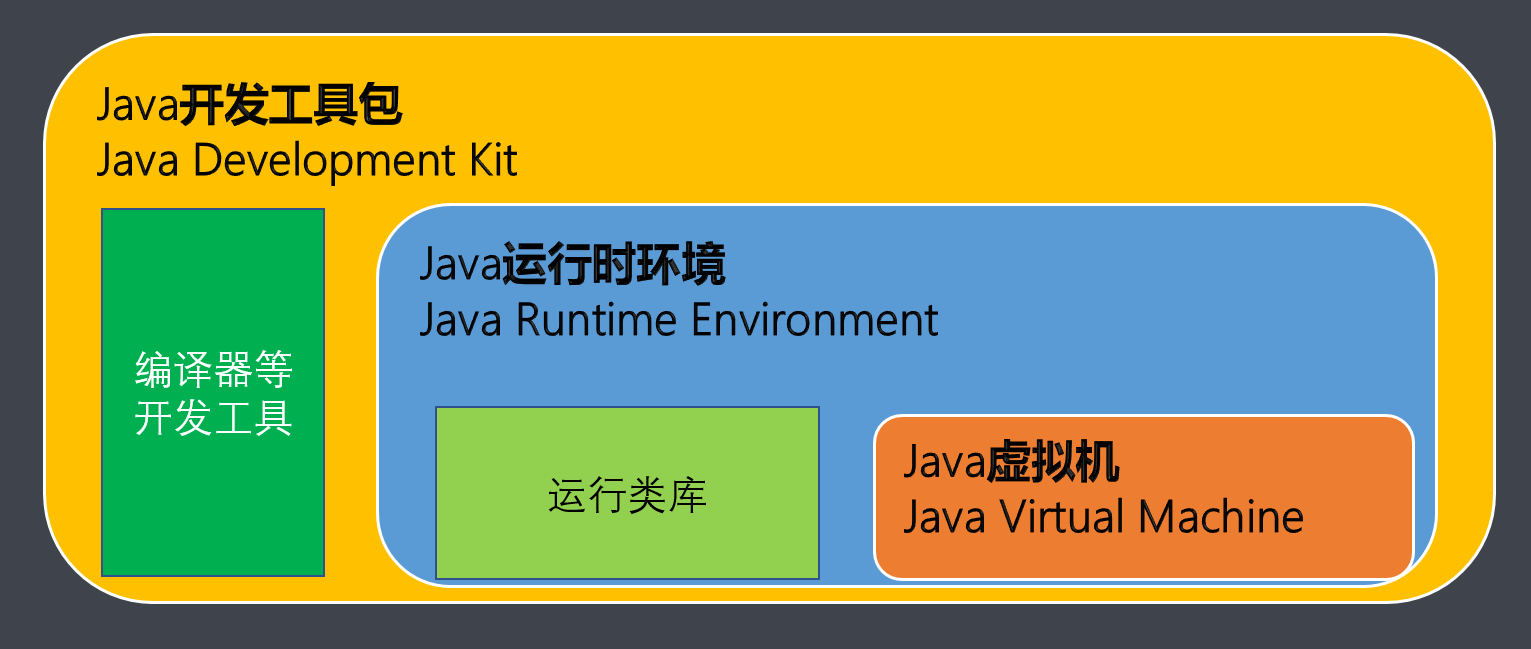 Java开发工具包
Java Development Kit
编译器等
开发工具
Java运行时环境
Java Runtime Environment
运行类库
Java虚拟机
Java Virtual Machine